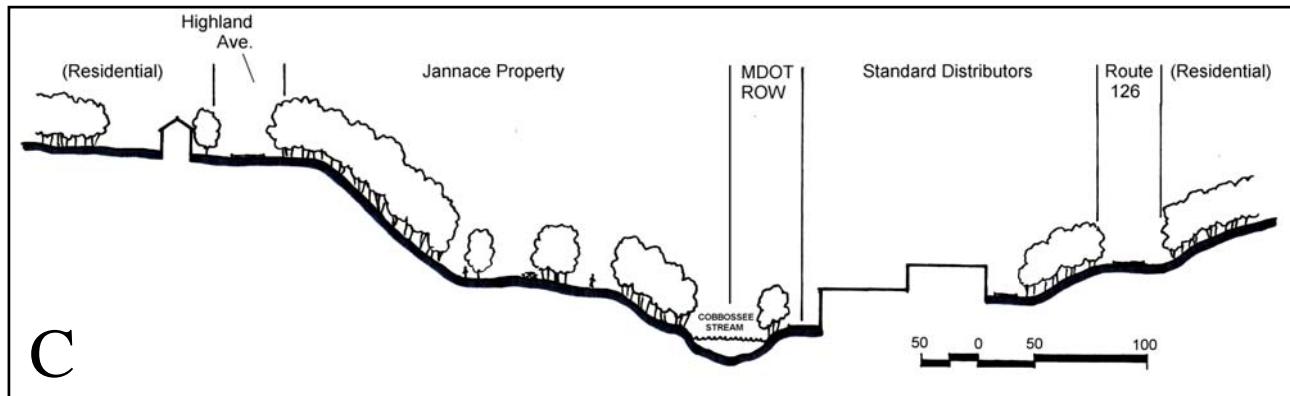 Highland
Ave.
(Residential)
Jannace Property
MDOT
ROW
Standard Distributors
Route
126
(Residential)
COBBOSSEE
STREAM
50 0 50 100
C